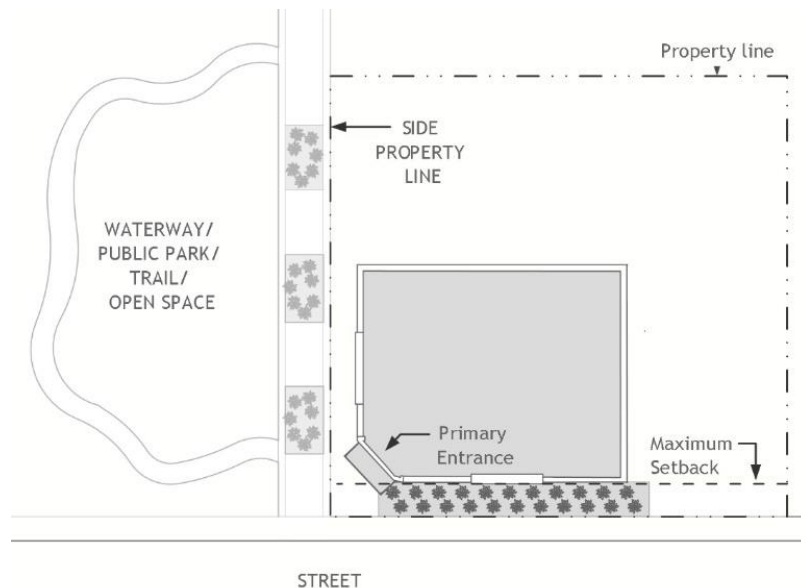 Property line
SIDE
PROPERTY
LINE
WATERWAY/
PUBLIC PARK/
TRAIL/
OPEN SPACE
Primary
Entrance
Maximum
Setback
STREET